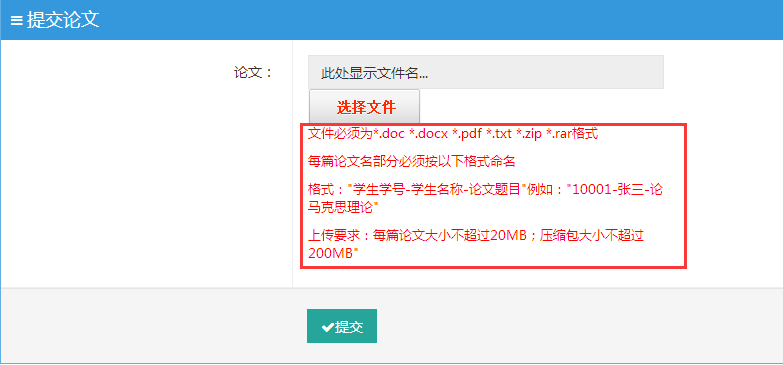 提交论文
论文：
此处显示文件名...
选择文件
文件必须为*.doc *.docx *.pdf *.txt *.zip *.rar格式
每篇论文名部分必须按以下格式命名
格式："学生学号-学生名称-论文题目"例如："10001-张三-论
马克思理论"
上传要求：每篇论文大小不超过20MB；压缩包大小不超过
200MB"
提交